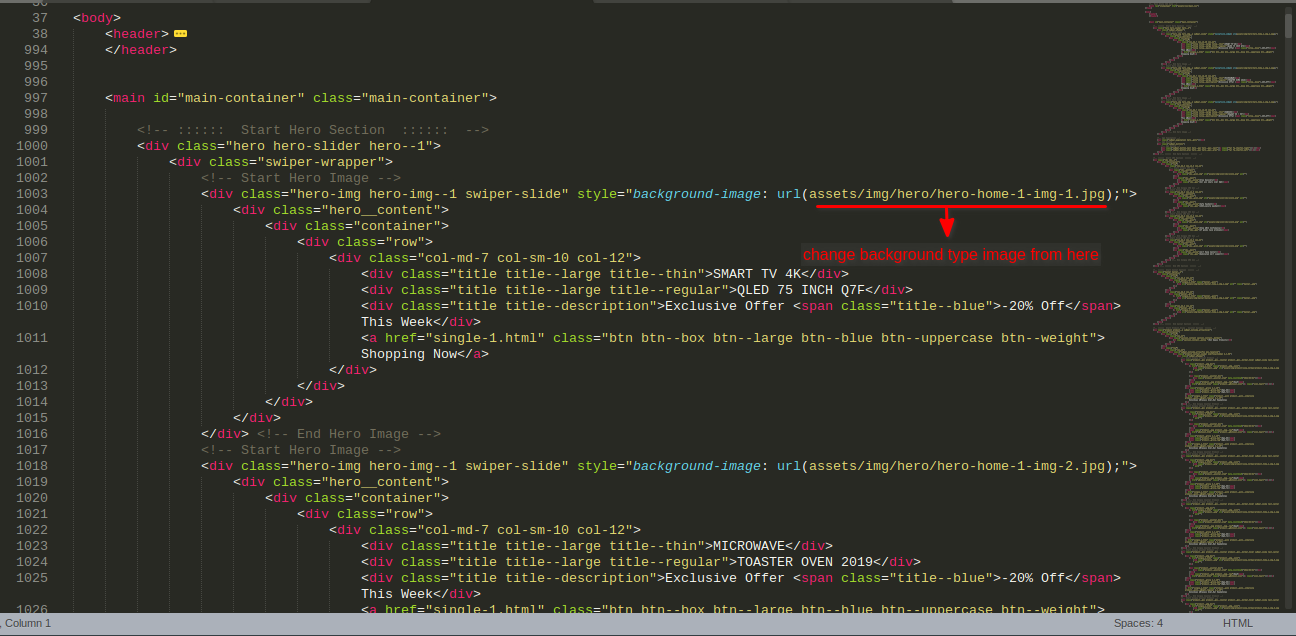 36
37 <body>
38 <header>
994 </header>
995
996
997 <main id="main-container" class="main-container">
998
999 <!-- :::::: Start Hero Section :::::: -->
1000 <div class="hero hero-slider hero--1">
1001 <div class="swiper-wrapper">
1002 <!-- Start Hero Image -->
1003 <div class="hero-img hero-img--1 swiper-slide" style="background-image: url(assets/img/hero/hero-home-1-img-1.jpg);">
1004 <div class="hero__content">
1005 <div class="container">
1006 <div class="row">
change background type image from here
1007 <div class="col-md-7 col-sm-10 col-12">
1008 <div class="title title--large title--thin">SMART TV 4K</div>
1009 <div class="title title--large title--regular">QLED 75 INCH Q7F</div>
1010 <div class="title title--description">Exclusive Offer <span class="title--blue">-20% Off</span>
This Week</div>
1011 <a href="single-1.html" class="btn btn--box btn--large btn--blue btn--uppercase btn--weight">
Shopping Now</a>
1012 </div>
1013 </div>
1014 </div>
1015 </div>
1016 </div> <!-- End Hero Image -->
1017 <!-- Start Hero Image -->
1018 <div class="hero-img hero-img--1 swiper-slide" style="background-image: url(assets/img/hero/hero-home-1-img-2.jpg);">
1019 <div class="hero__content">
1020 <div class="container">
1021 <div class="row">
1022 <div class="col-md-7 col-sm-10 col-12">
1023 <div class="title title--large title--thin">MICROWAVE</div>
1024 <div class="title title--large title--regular">TOASTER OVEN 2019</div>
1025 <div class="title title--description">Exclusive Offer <span class="title--blue">-20% Off</span>
This Week</div>
1026 <a href="single-1.html" class="btn btn--box btn--large btn--blue btn--uppercase btn--weight">
, Column 1 Spaces: 4 HTML